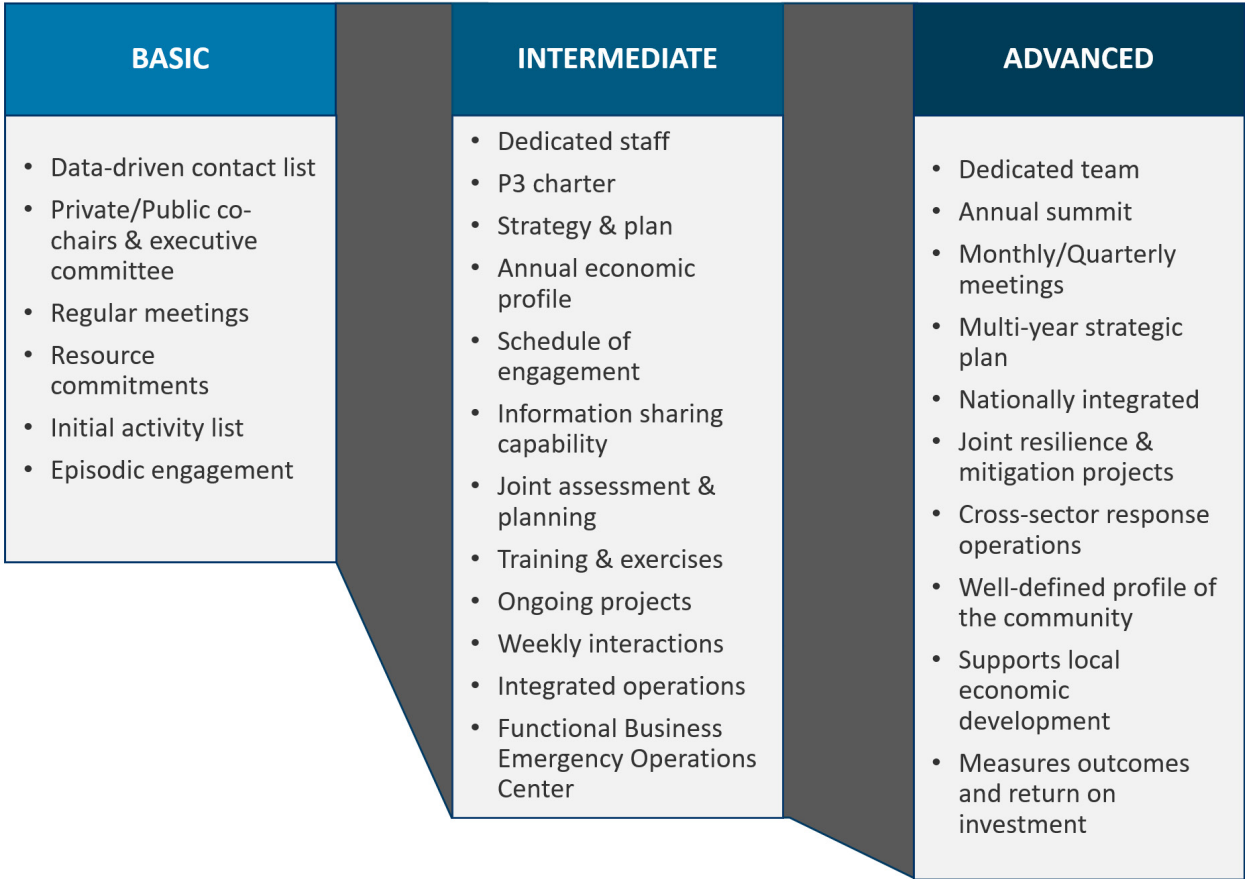 BASIC
• Data-driven contact list
• Private/Public co-
chairs & executive
committee
• Regular meetings
• Resource
commitments
• Initial activity list
• Episodic engagement
INTERMEDIATE
• Dedicated staff
• P3 charter
• Strategy & plan
• Annual economic
profile
• Schedule of
engagement
• Information sharing
capability
• Joint assessment &
planning
• Training & exercises
• Ongoing projects
• Weekly interactions
• Integrated operations
• Functional Business
Emergency Operations
Center
ADVANCED
• Dedicated team
• Annual summit
• Monthly/Quarterly
meetings
• Multi-year strategic
plan
• Nationally integrated
• Joint resilience &
mitigation projects
• Cross-sector response
operations
• Well-defined profile of
the community
• Supports local
economic
development
• Measures outcomes
and return on
investment